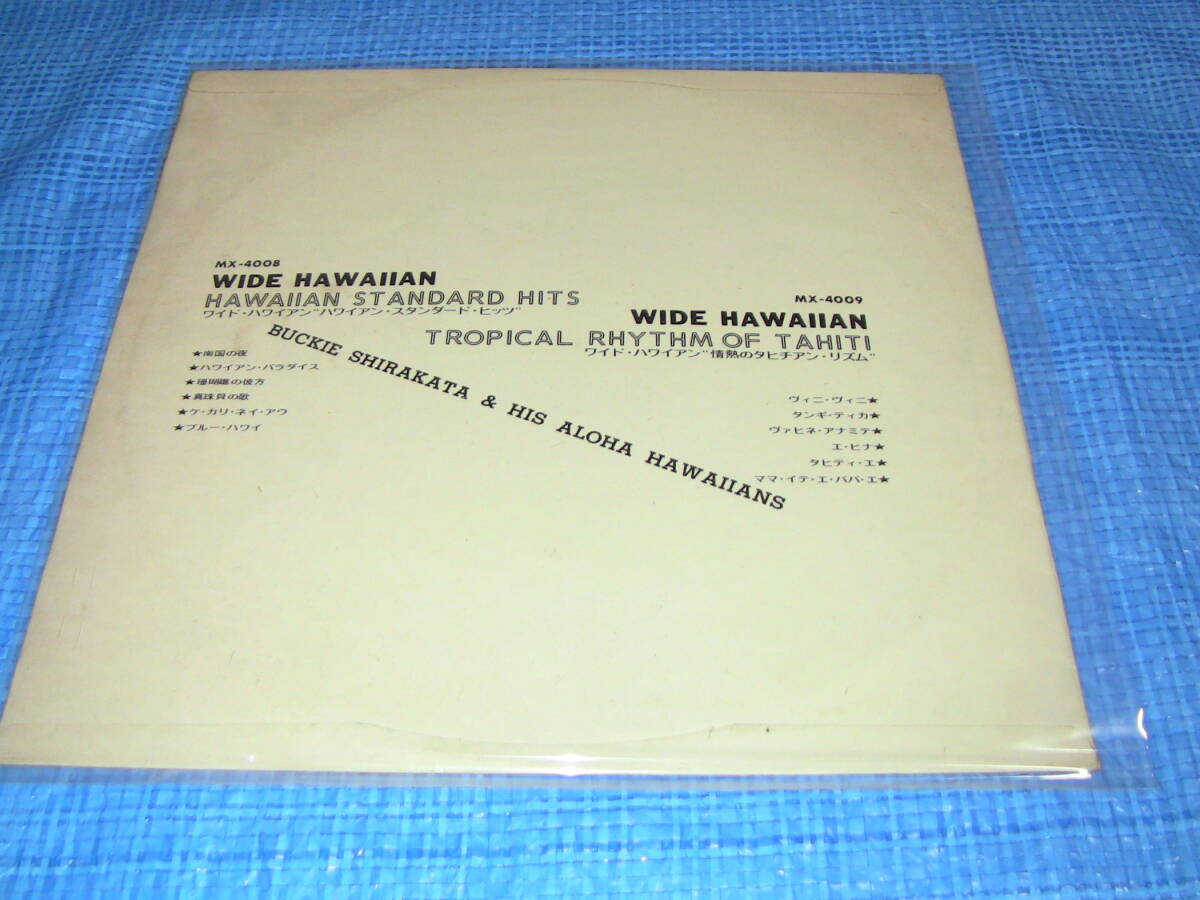 MX-4008
WIDE HAWAIIAN
HAWAIIAN STANDARD HITS
ワイド・ハワイアン"ハワイアン・スタンダード・ヒッツ"
★南国の夜
★ハワイアン・パラダイス
★珊瑚礁の彼方
★真珠貝の歌
★ケ・カリ・ネイ・アウ
★ブルー・ハワイ
BUCKIE SHIRAKATA & HIS ALOHA HAWAIIANS
MX-4009
WIDE HAWAIIAN
TROPICAL RHYTHM OF TAHITI
ワイド・ハワイアン"情熱のタヒチアン・リズム"
ヴィニ・ヴィニ★
タンギ・ティカ★
ヴァヒネ・アナミテ★
エ・ヒナ★
タヒティ・エ★
ママ・イテ・エ・パパ・エ★